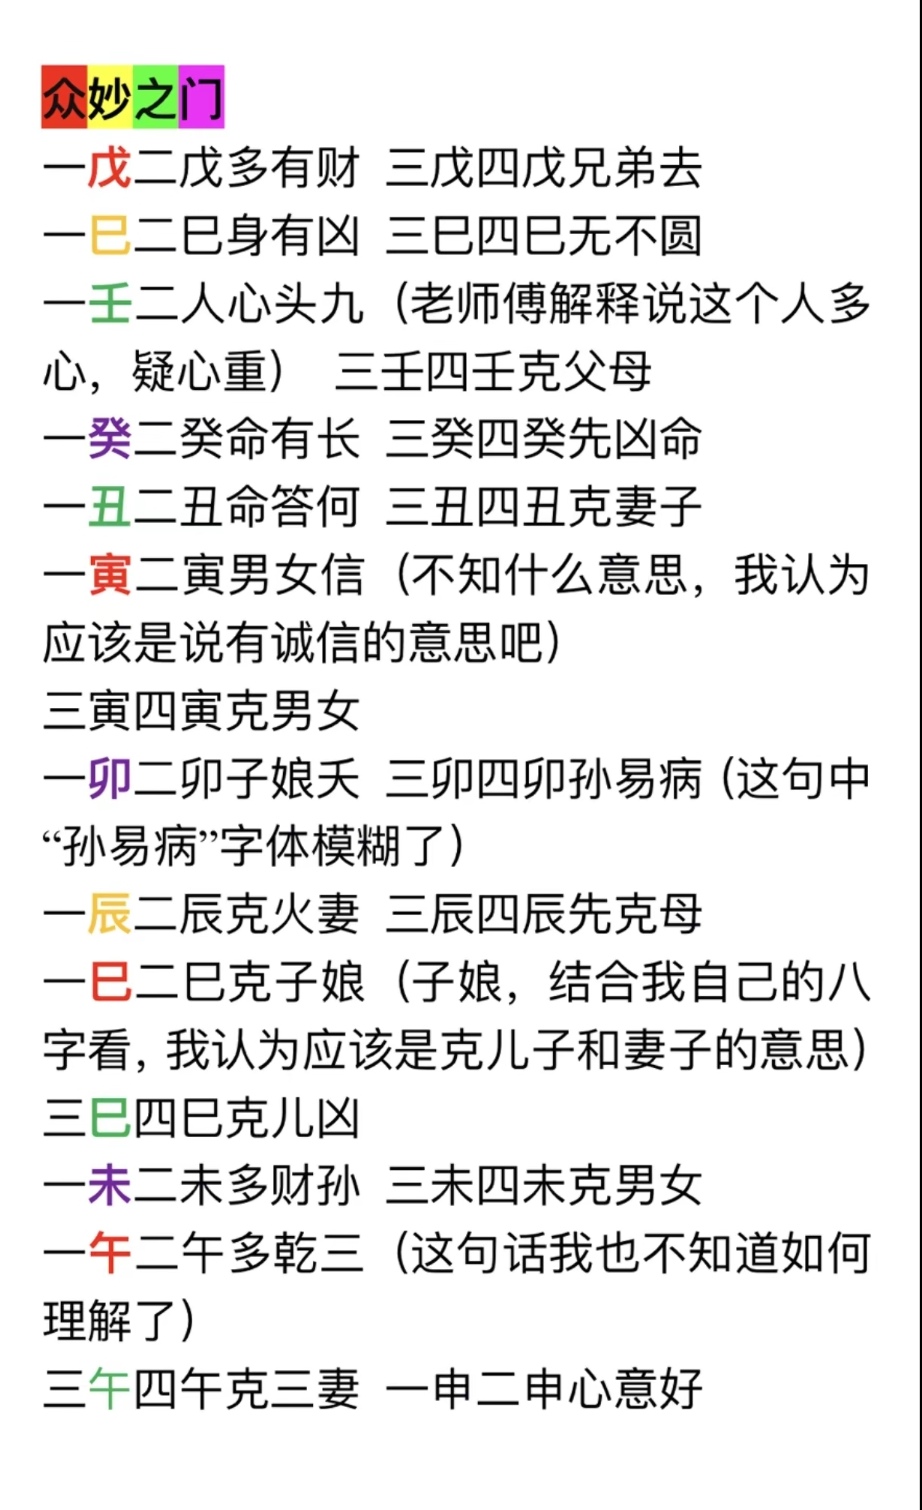 众妙之门
一戊二戊多有财 三戊四戊兄弟去
一巳二巳身有凶 三巳四巳无不圆
一壬二人心头九（老师傅解释说这个人多
心，疑心重） 三壬四壬克父母
一癸二癸命有长 三癸四癸先凶命
一丑二丑命答何 三丑四丑克妻子
一寅二寅男女信（不知什么意思，我认为
应该是说有诚信的意思吧）
三寅四寅克男女
一卯二卯子娘夭 三卯四卯孙易病（这句中
“孙易病”字体模糊了）
一辰二辰克火妻 三辰四辰先克母
一巳二巳克子娘（子娘，结合我自己的八
字看，我认为应该是克儿子和妻子的意思）
三巳四巳克儿凶
一未二未多财孙 三未四未克男女
一午二午多乾三（这句话我也不知道如何
理解了）
三午四午克三妻 一申二申心意好